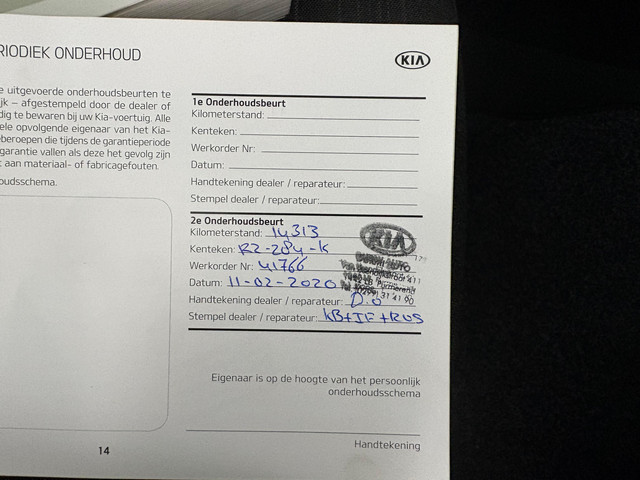 RIODIEK ONDERHOUD
KIA
e uitgevoerde onderhoudsbeurten te
jk – afgestempeld door de dealer of
dig te bewaren bij uw Kia-voertuig. Alle
ele opvolgende eigenaar van het Kia-
beroepen die tijdens de garantieperiode
garantie vallen als deze het gevolg zijn
aan materiaal- of fabricagefouten.
oudsschema.
1e Onderhoudsbeurt
Kilometerstand:
Kenteken:
Werkorder Nr:
Datum:
Handtekening dealer / reparateur:
Stempel dealer / reparateur:
2e Onderhoudsbeurt
Kilometerstand: 14313
Kenteken: RZ-284-K
Werkorder Nr: 41766
Datum: 11-02-2020
Handtekening dealer / reparateur: D.O
Stempel dealer / reparateur: KB+IE+RUS
KIA
Eigenaar is op de hoogte van het persoonlijk
onderhoudsschema
Handtekening
14